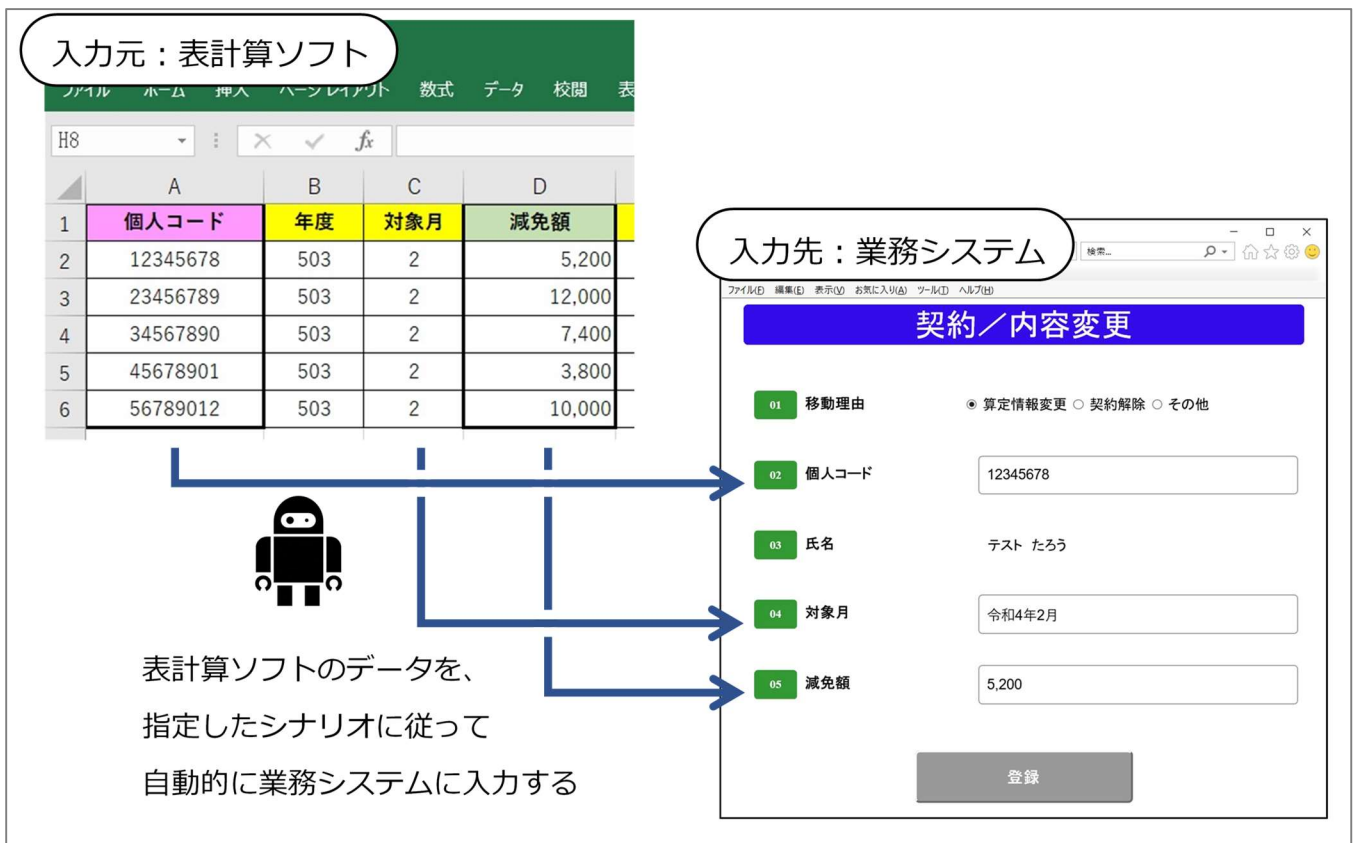 入力元：表計算ソフト
ファイル ホーム 挿入 ページ レイアウト 数式 データ 校閲 表
H8 fx
A B C D
1 個人コード 年度 対象月 減免額
2 12345678 503 2 5,200
3 23456789 503 2 12,000
4 34567890 503 2 7,400
5 45678901 503 2 3,800
6 56789012 503 2 10,000
表計算ソフトのデータを、
指定したシナリオに従って
自動的に業務システムに入力する
入力先：業務システム
検索...
ファイル(F) 編集(E) 表示(V) お気に入り(A) ツール(T) ヘルプ(H)
契約／内容変更
01 移動理由 算定情報変更 契約解除 その他
02 個人コード 12345678
03 氏名 テスト たろう
04 対象月 令和4年2月
05 減免額 5,200
登録